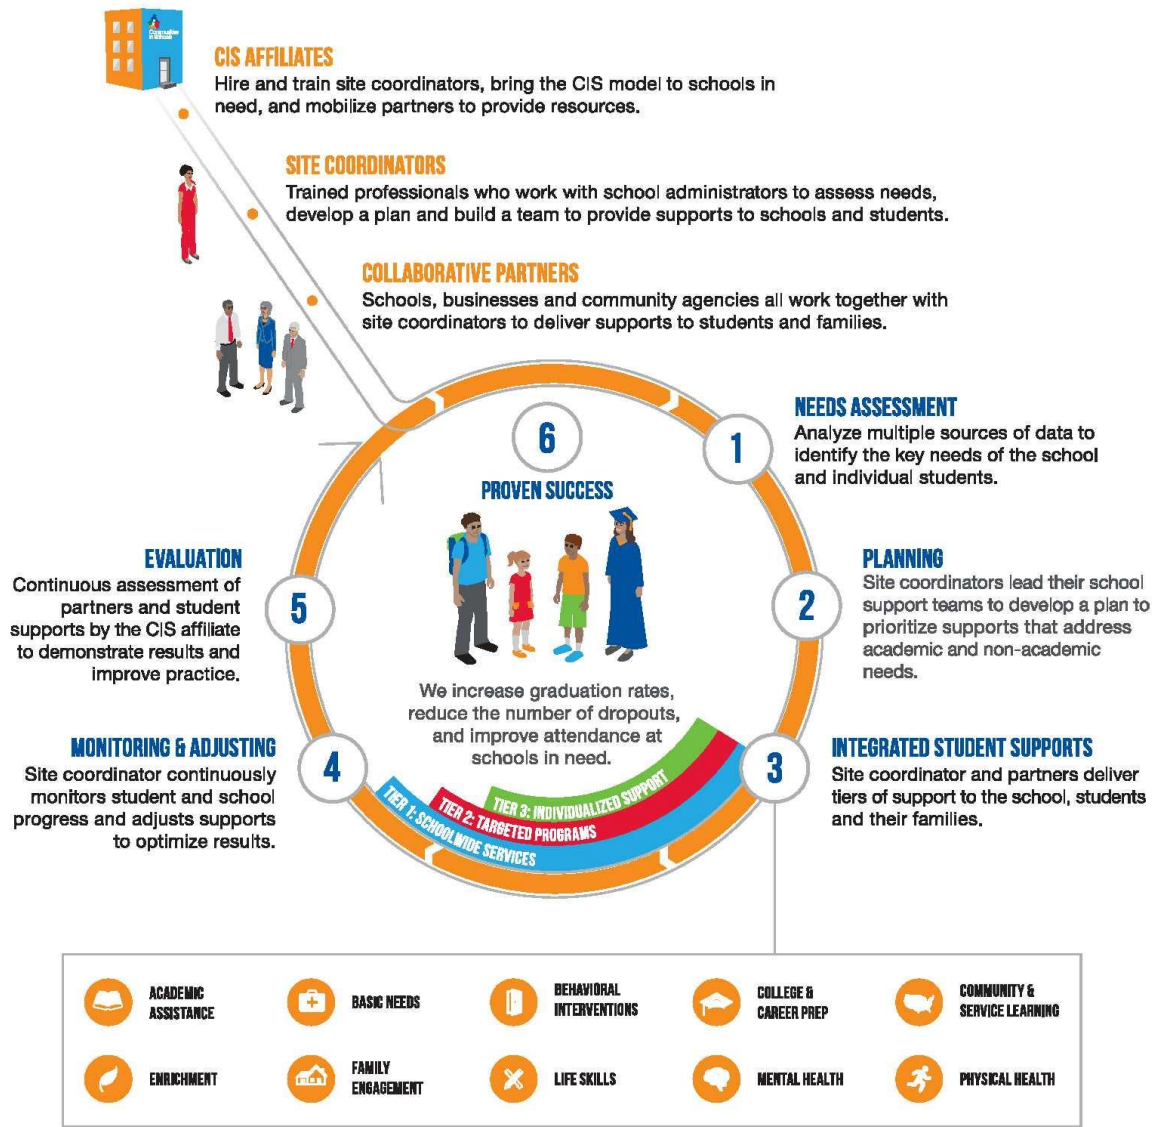 Communities
In Schools
CIS AFFILIATES
Hire and train site coordinators, bring the CIS model to schools in
need, and mobilize partners to provide resources.
SITE COORDINATORS
Trained professionals who work with school administrators to assess needs,
develop a plan and build a team to provide supports to schools and students.
COLLABORATIVE PARTNERS
Schools, businesses and community agencies all work together with
site coordinators to deliver supports to students and families.
1
NEEDS ASSESSMENT
Analyze multiple sources of data to
identify the key needs of the school
and individual students.
2
PLANNING
Site coordinators lead their school
support teams to develop a plan to
prioritize supports that address
academic and non-academic
needs.
3
INTEGRATED STUDENT SUPPORTS
Site coordinator and partners deliver
tiers of support to the school, students
and their families.
TIER 1: SCHOOLWIDE SERVICES
TIER 2: TARGETED PROGRAMS
TIER 3: INDIVIDUALIZED SUPPORT
4
MONITORING & ADJUSTING
Site coordinator continuously
monitors student and school
progress and adjusts supports
to optimize results.
5
EVALUATION
Continuous assessment of
partners and student
supports by the CIS affiliate
to demonstrate results and
improve practice.
6
PROVEN SUCCESS
We increase graduation rates,
reduce the number of dropouts,
and improve attendance at
schools in need.
ACADEMIC
ASSISTANCE
BASIC NEEDS
BEHAVIORAL
INTERVENTIONS
COLLEGE &
CAREER PREP
COMMUNITY &
SERVICE LEARNING
ENRICHMENT
FAMILY
ENGAGEMENT
LIFE SKILLS
MENTAL HEALTH
PHYSICAL HEALTH